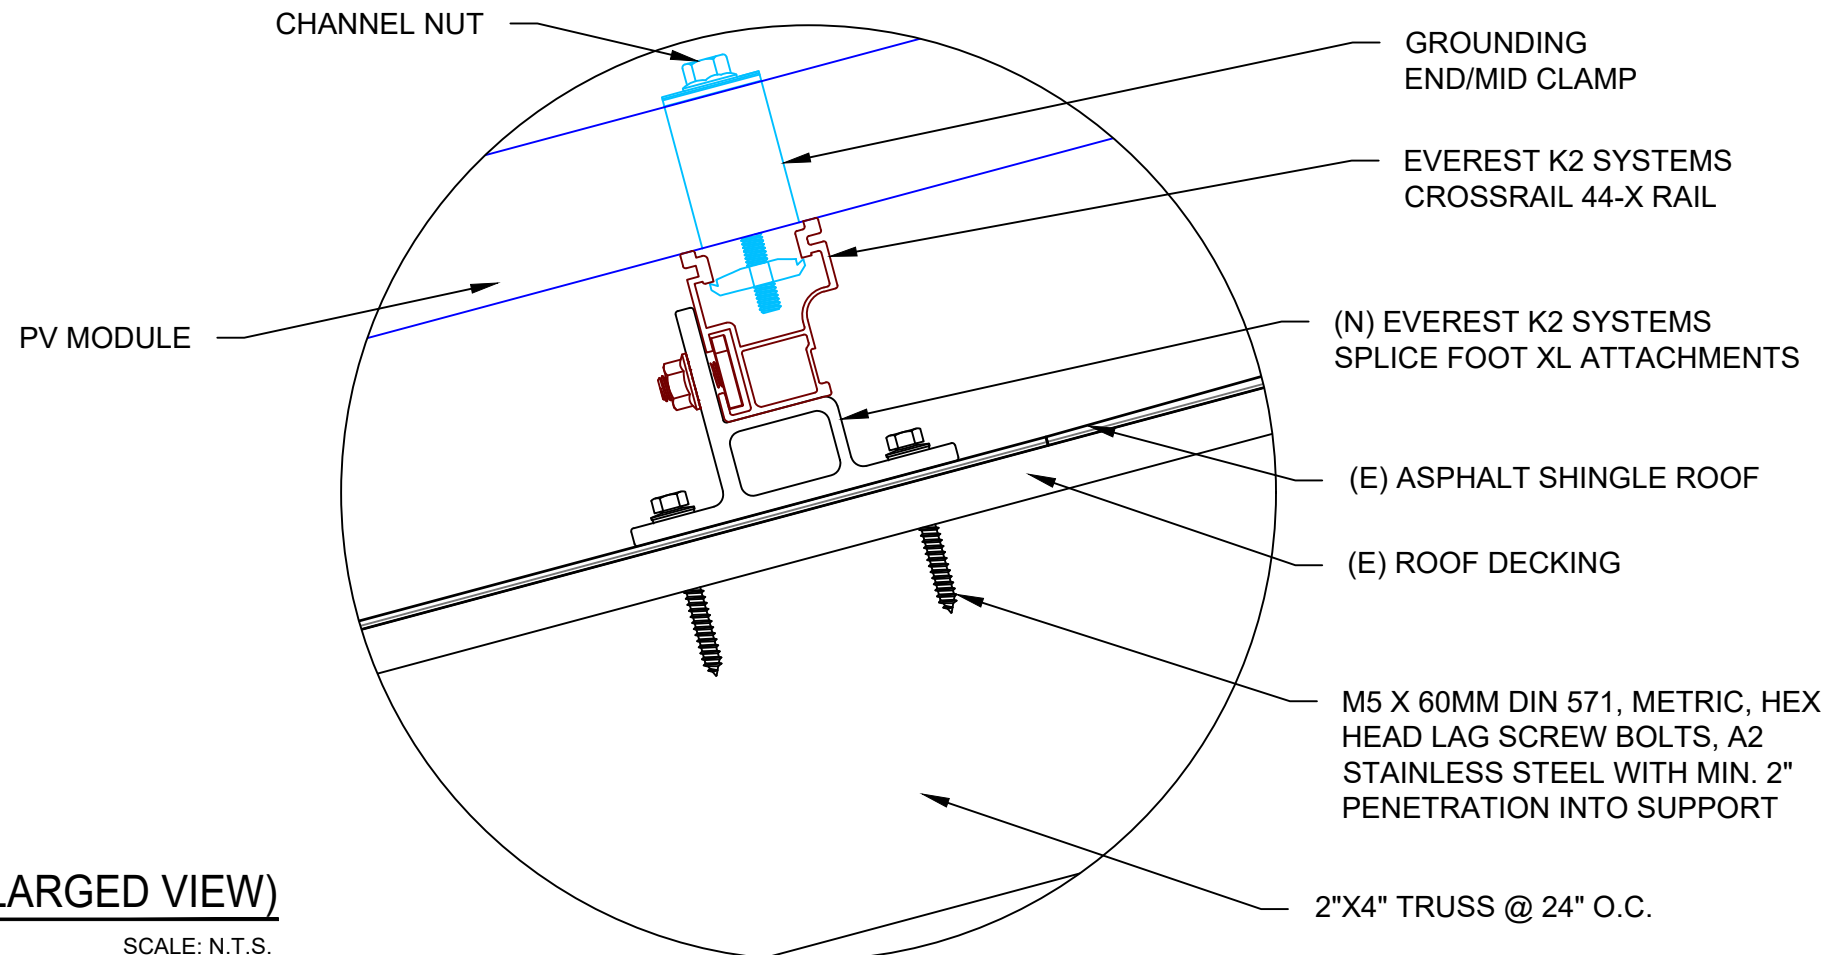 CHANNEL NUT
GROUNDING
END/MID CLAMP
EVEREST K2 SYSTEMS
CROSSRAIL 44-X RAIL
PV MODULE
(N) EVEREST K2 SYSTEMS
SPLICE FOOT XL ATTACHMENTS
(E) ASPHALT SHINGLE ROOF
(E) ROOF DECKING
M5 X 60MM DIN 571, METRIC, HEX
HEAD LAG SCREW BOLTS, A2
STAINLESS STEEL WITH MIN. 2"
PENETRATION INTO SUPPORT
2"X4" TRUSS @ 24" O.C.
LARGED VIEW)
SCALE: N.T.S.